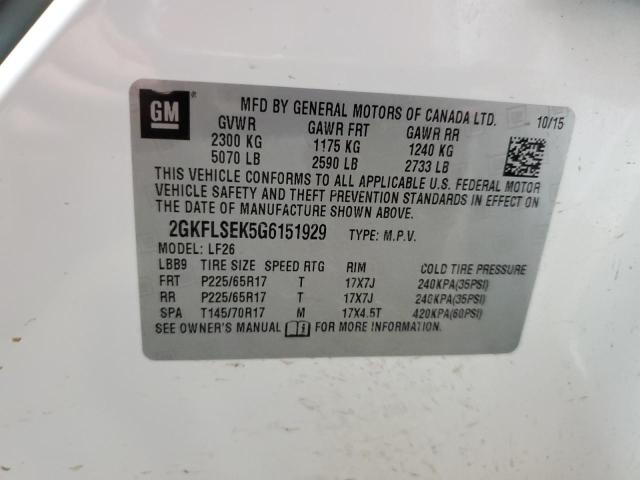 GM
MFD BY GENERAL MOTORS OF CANADA LTD. 10/15
GVWR GAWR FRT GAWR RR
2300 KG 1175 KG 1240 KG
5070 LB 2590 LB 2733 LB
THIS VEHICLE CONFORMS TO ALL APPLICABLE U.S. FEDERAL MOTOR
VEHICLE SAFETY AND THEFT PREVENTION STANDARDS IN EFFECT ON
THE DATE OF MANUFACTURE SHOWN ABOVE.
2GKFLSEK5G6151929 TYPE: M.P.V.
MODEL: LF26
LBB9 TIRE SIZE SPEED RTG RIM COLD TIRE PRESSURE
FRT P225/65R17 T 17X7J 240KPA(35PSI)
RR P225/65R17 T 17X7J 240KPA(35PSI)
SPA T145/70R17 M 17X4.5T 420KPA(60PSI)
SEE OWNER'S MANUAL FOR MORE INFORMATION.